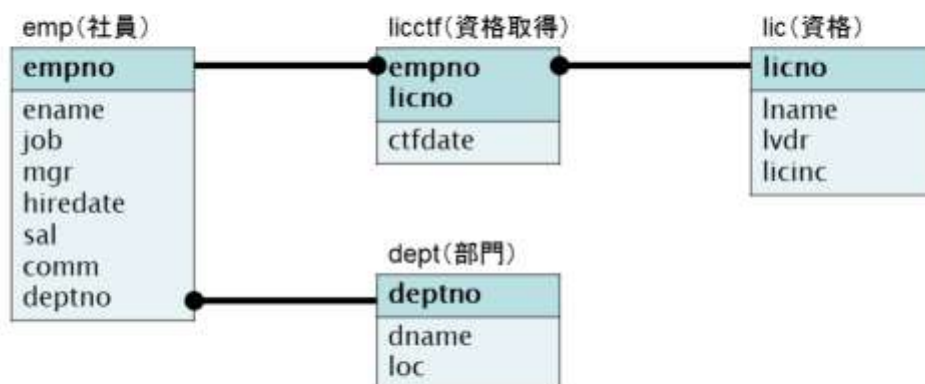 emp(社員)
empno
ename
job
mgr
hiredate
sal
comm
deptno
licctf(資格取得)
empno
licno
ctfdate
lic(資格)
licno
lname
lvdr
licinc
dept(部門)
deptno
dname
loc